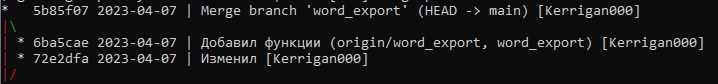 *   5b85f07 2023-04-07 | Merge branch 'word_export' (HEAD -> main) [Kerrigan000]
|\
| * 6ba5cae 2023-04-07 | Добавил функции (origin/word_export, word_export) [Kerrigan000]
| * 72e2dfa 2023-04-07 | Изменил [Kerrigan000]
|/